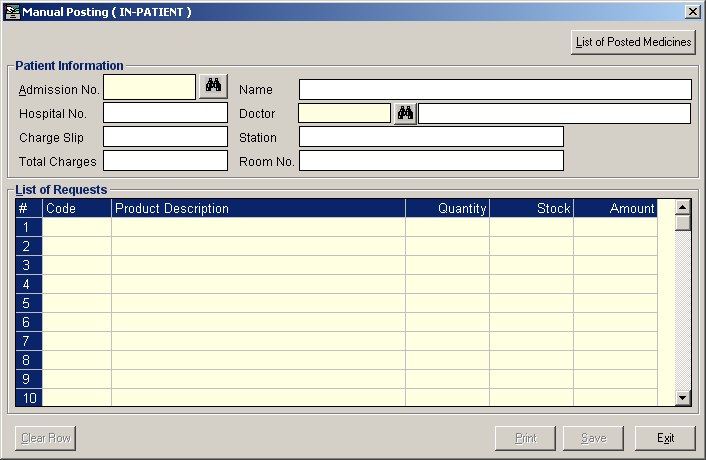 Manual Posting ( IN-PATIENT )
List of Posted Medicines
Patient Information
Admission No. Name
Hospital No. Doctor
Charge Slip Station
Total Charges Room No.
List of Requests
# Code Product Description Quantity Stock Amount
1
2
3
4
5
6
7
8
9
10
Clear Row Print Save Exit